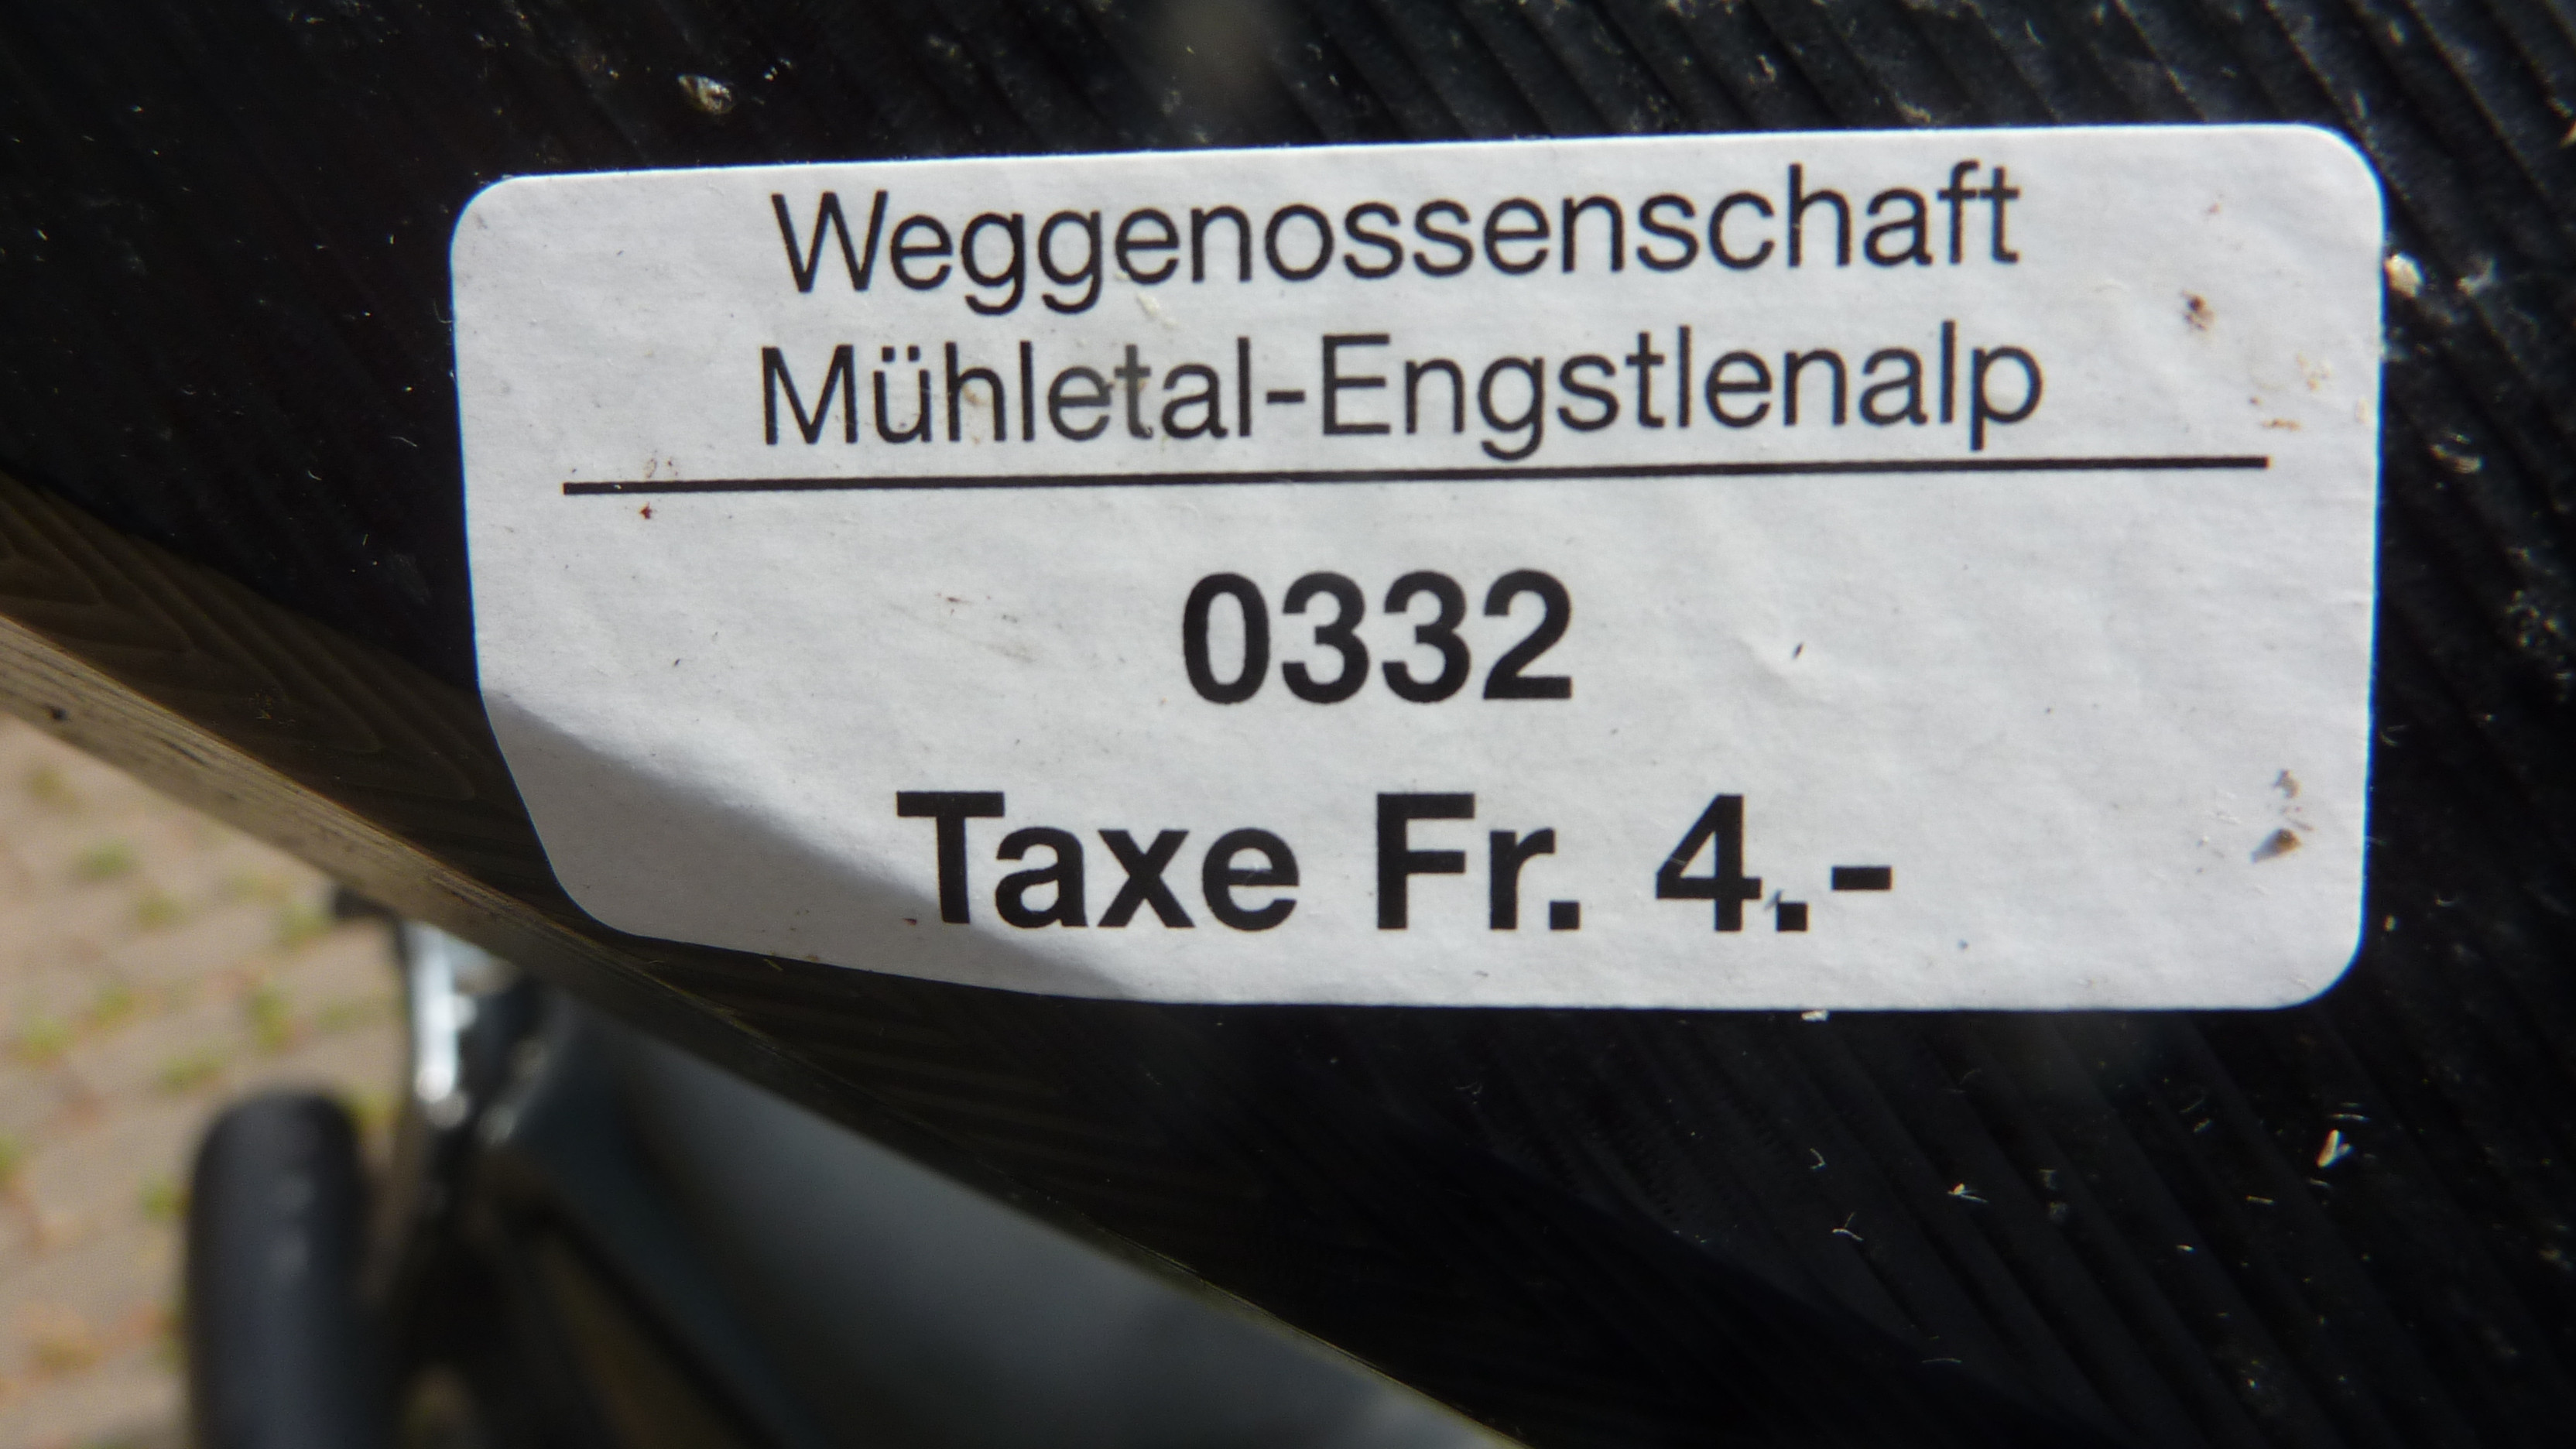 Weggenossenschaft
Mühletal-Engstlenalp
0332
Taxe Fr. 4.-